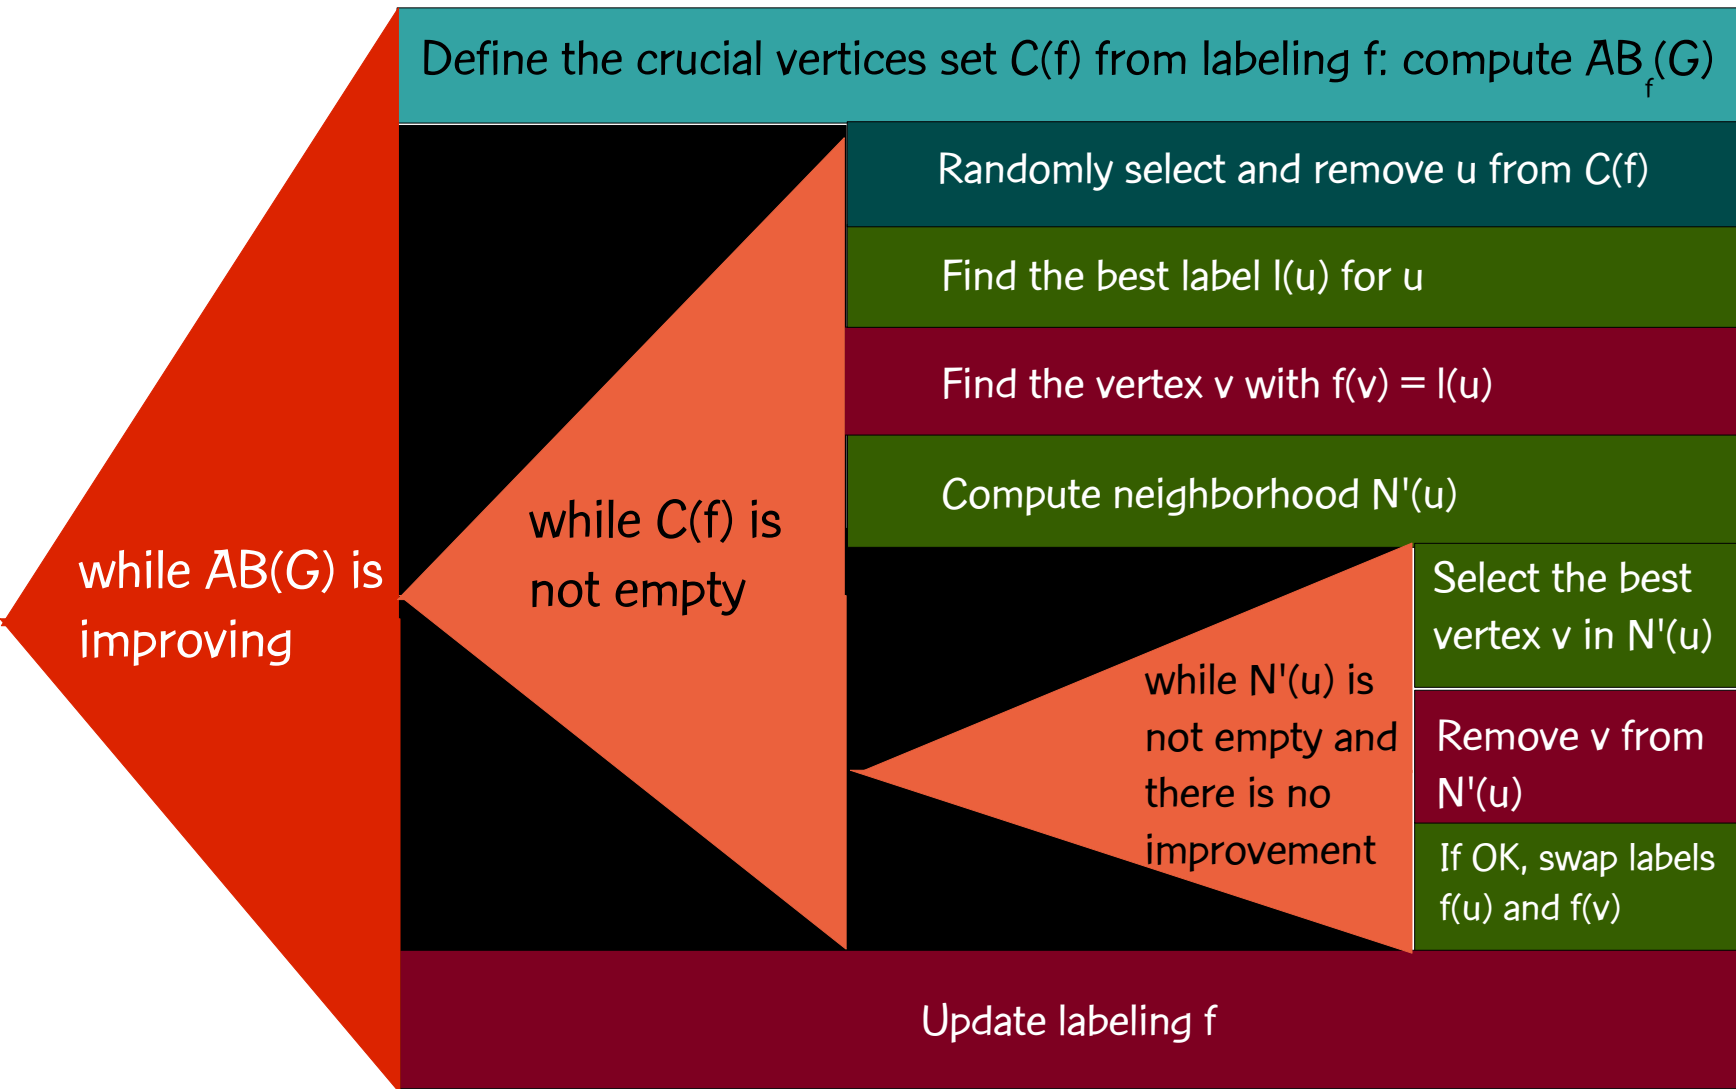 Define the crucial vertices set C(f) from labeling f: compute AB_f(G)
Randomly select and remove u from C(f)
Find the best label l(u) for u
Find the vertex v with f(v) = l(u)
Compute neighborhood N'(u)
while C(f) is
not empty
while AB(G) is
improving
Select the best
vertex v in N'(u)
while N'(u) is
not empty and
there is no
improvement
Remove v from
N'(u)
If OK, swap labels
f(u) and f(v)
Update labeling f